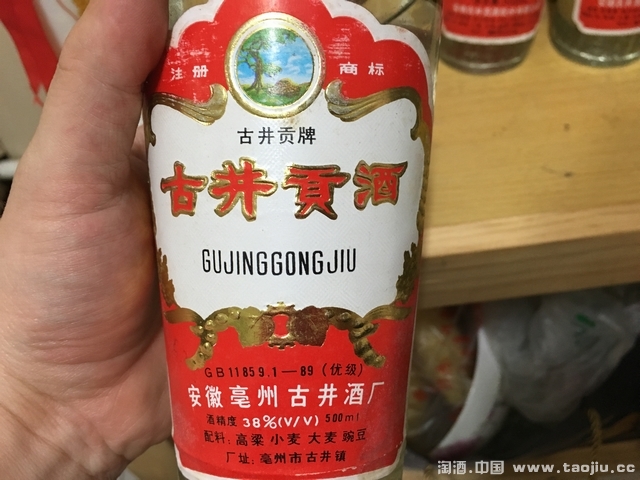 注册 商标
古井贡牌
古井贡酒
GUJINGGONGJIU
GB11859.1—89 (优级)
安徽亳州古井酒厂
酒精度 38%(V/V) 500ml
配料: 高粱 小麦 大麦 豌豆
厂址: 亳州市古井镇
淘酒.中国 www.taojiu.cc